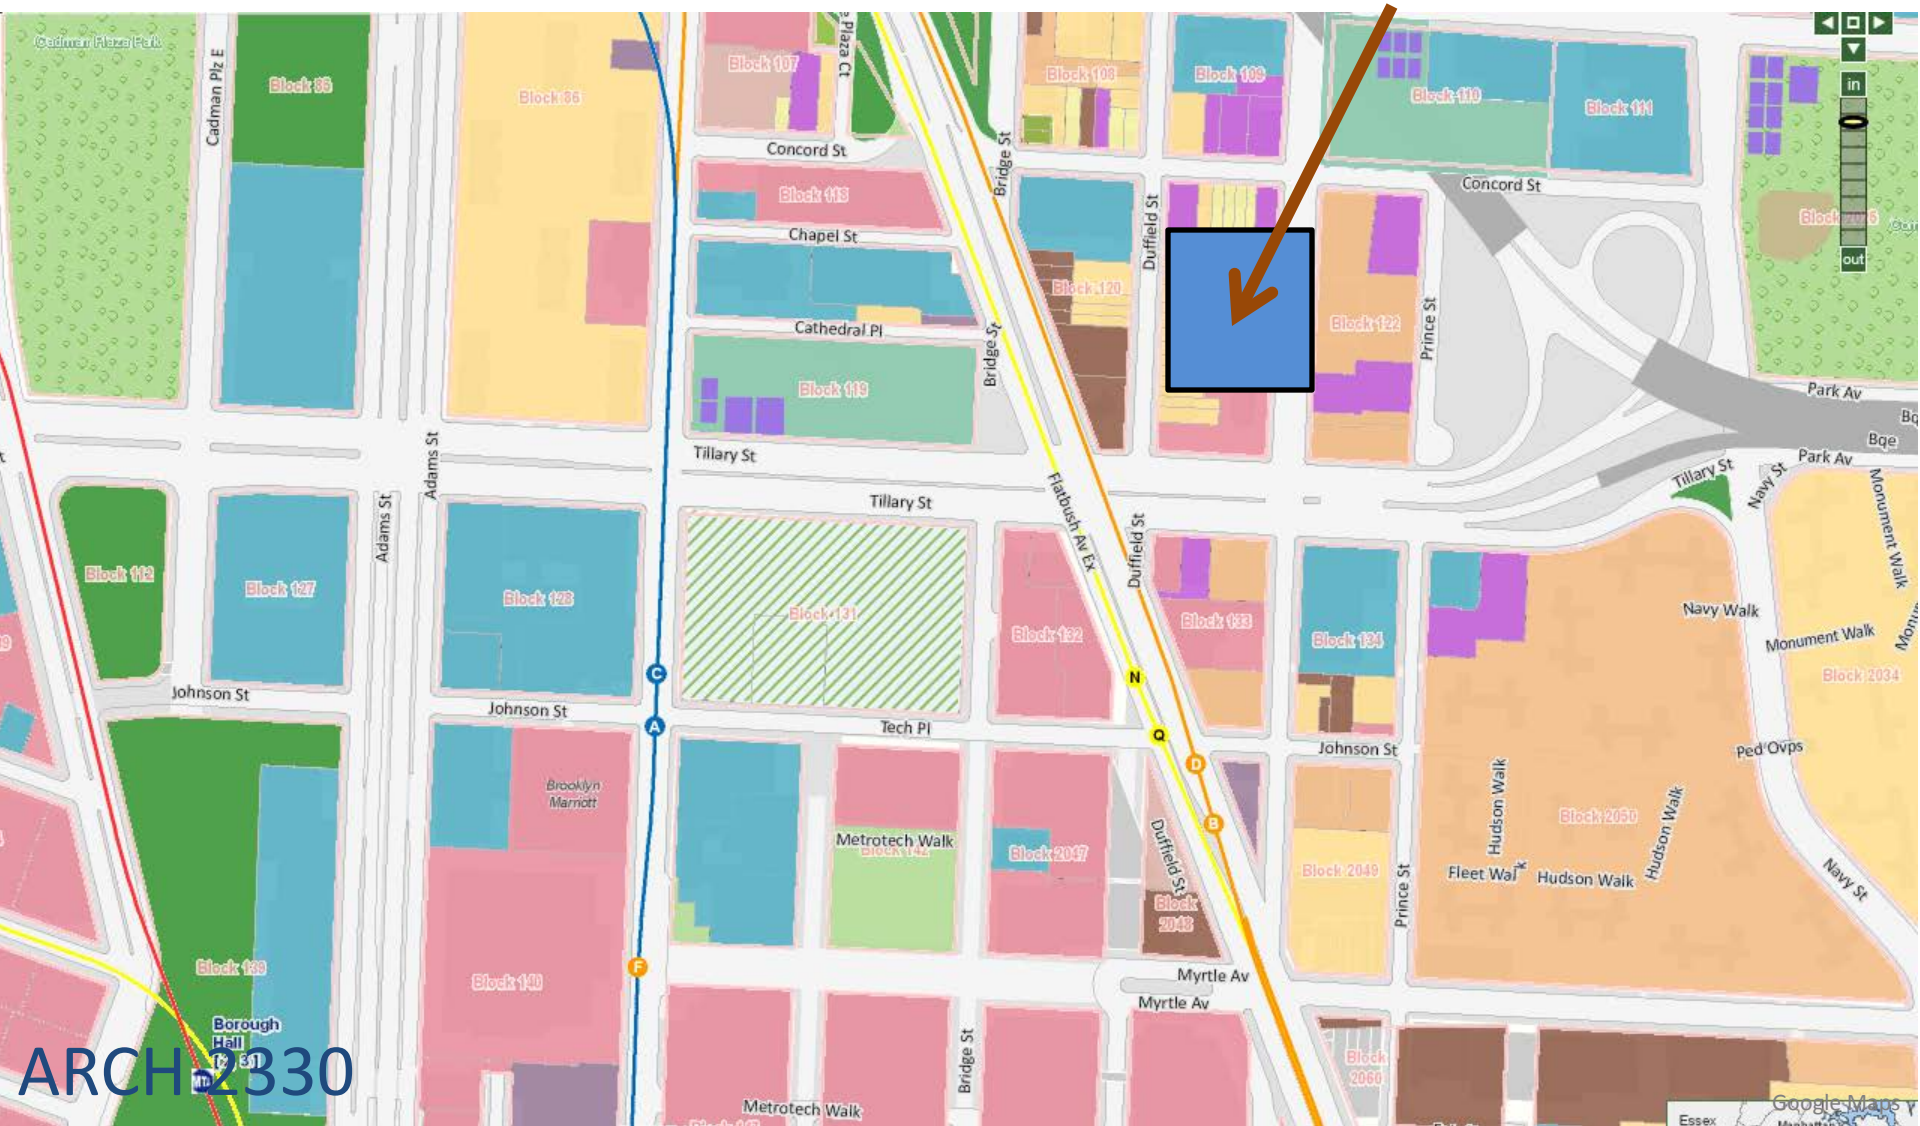 Cadman Plaza Park
Cadman Plz E
Block 85
Block 86
Block 107
e Plaza Ct
Block 108
Block 109
Block 110
Block 111
in
out
Concord St
Bridge St
Concord St
Block 118
Chapel St
Duffield St
Block 120
Block 122
Prince St
Cathedral Pl
Bridge St
Block 119
Park Av
Bqe
Park Av
Adams St
Tillary St
Tillary St
Tillary St
Navy St
Monument Walk
Flatbush Av Ex
Duffield St
Adams St
Block 112
Block 127
Block 128
Block 131
Block 132
Block 133
Block 134
Navy Walk
Monument Walk
Block 2034
C
N
A
Q
D
B
F
Johnson St
Johnson St
Tech Pl
Johnson St
Ped Ovps
Brooklyn
Marriott
Metrotech Walk
Block 142
Block 2047
Duffield St
Block
2048
Block 2049
Prince St
Hudson Walk
Block 2050
Hudson Walk
Fleet Walk
Hudson Walk
Navy St
Block 139
Block 140
Myrtle Av
Myrtle Av
Borough
Hall
MTA
ARCH 2330
Bridge St
Metrotech Walk
Block
2060
Google Maps
Essex
Manhattan